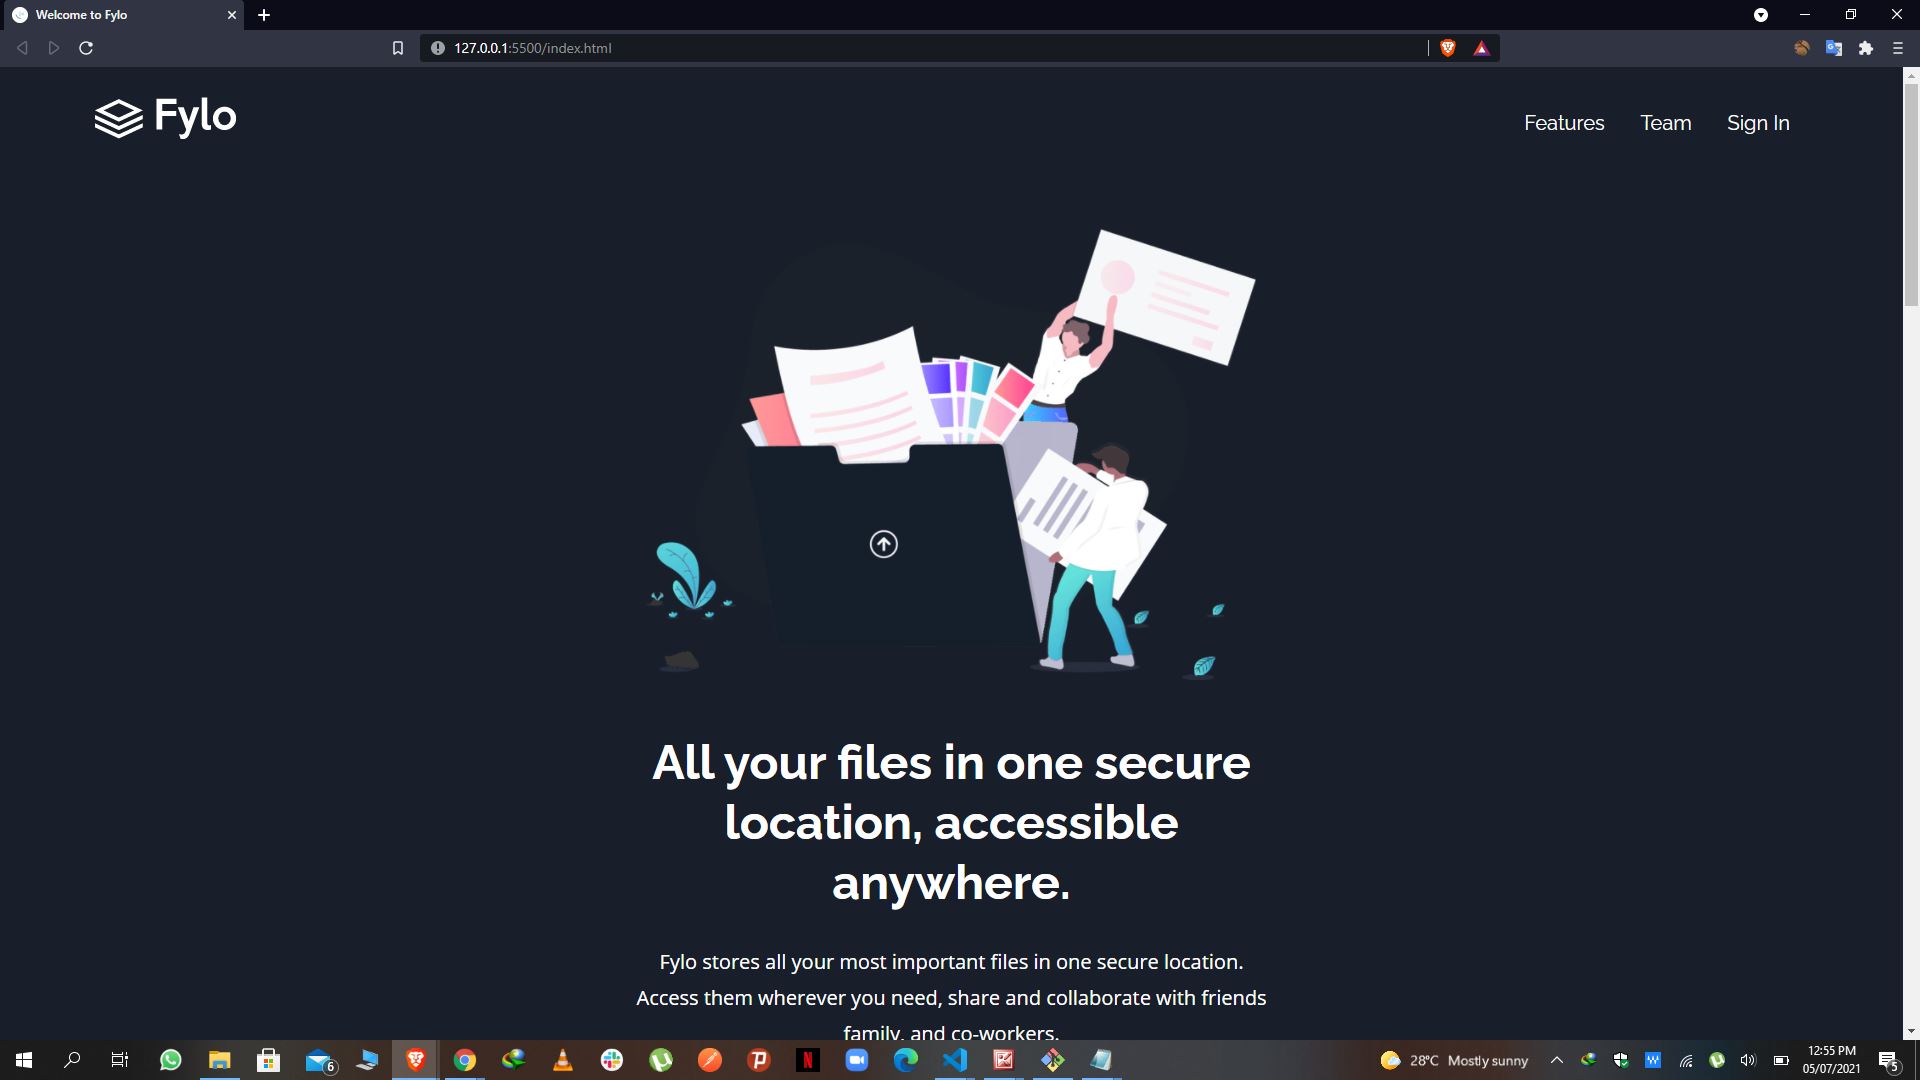 Welcome to Fylo
127.0.0.1:5500/index.html
Fylo
Features Team Sign In
All your files in one secure
location, accessible
anywhere.
Fylo stores all your most important files in one secure location.
Access them wherever you need, share and collaborate with friends
family, and co-workers.
6
28°C Mostly sunny
12:55 PM
05/07/2021
5